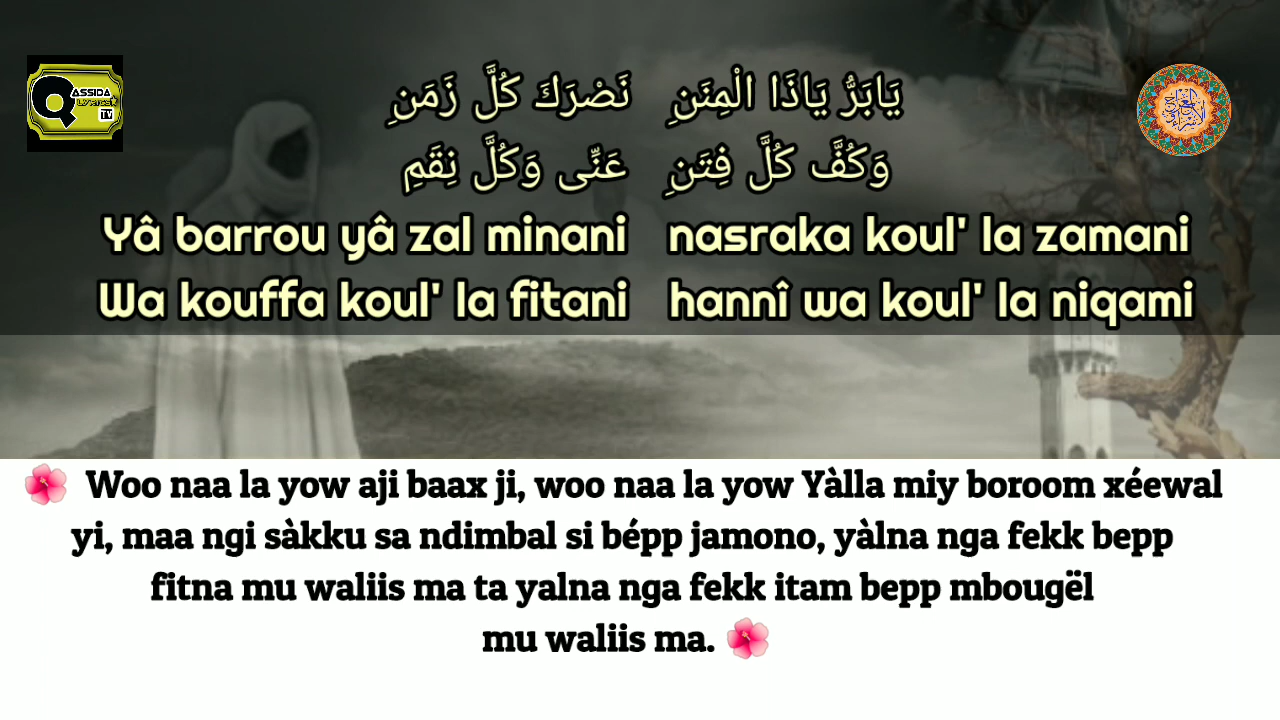 QASSIDA
LYRICS
TV
يَابَرُّ يَاذَا الْمِنَنِ نَصْرَكَ كُلَّ زَمَنِ
وَكُفَّ كُلَّ فِتَنِ عَنِّى وَكُلَّ نِقَمِ
Yâ barrou yâ zal minani nasraka koul' la zamani
Wa kouffa koul' la fitani hannî wa koul' la niqami
🌺 Woo naa la yow aji baax ji, woo naa la yow Yàlla miy boroom xéewal
yi, maa ngi sàkku sa ndimbal si bépp jamono, yàlna nga fekk bepp
fitna mu waliis ma ta yalna nga fekk itam bepp mbougël
mu waliis ma. 🌺